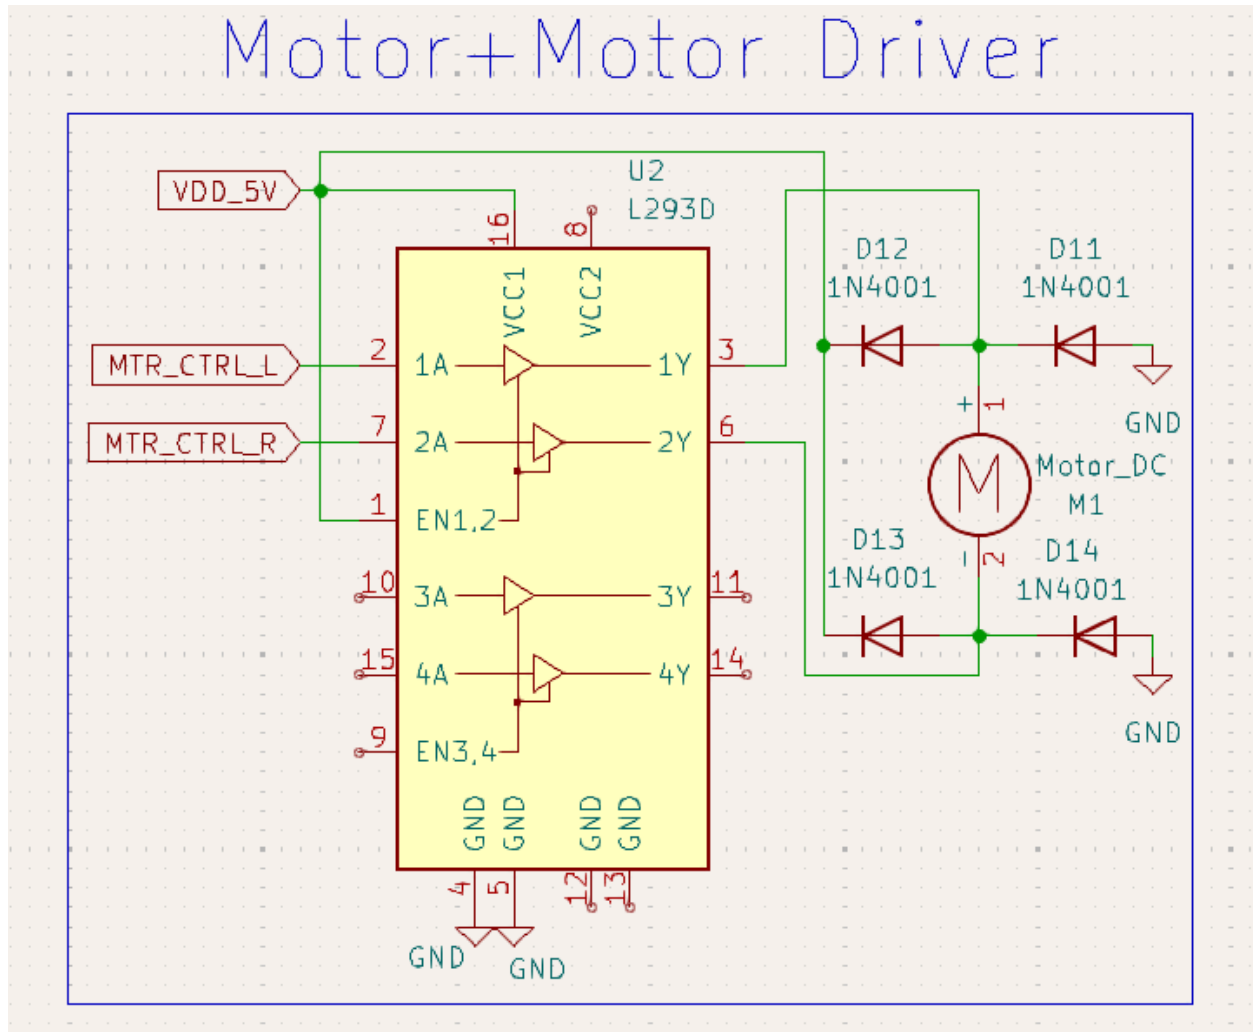 Motor+Motor Driver
VDD_5V
U2
L293D
16
8
VCC1
VCC2
D12
1N4001
D11
1N4001
MTR_CTRL_L
2
1A
1Y
3
GND
+
1
MTR_CTRL_R
7
2A
2Y
6
M
Motor_DC
M1
1
EN1,2
-
2
D13
1N4001
D14
1N4001
10
3A
3Y
11
15
4A
4Y
14
9
EN3,4
GND
GND
GND
GND
GND
4
5
12
13
GND
GND